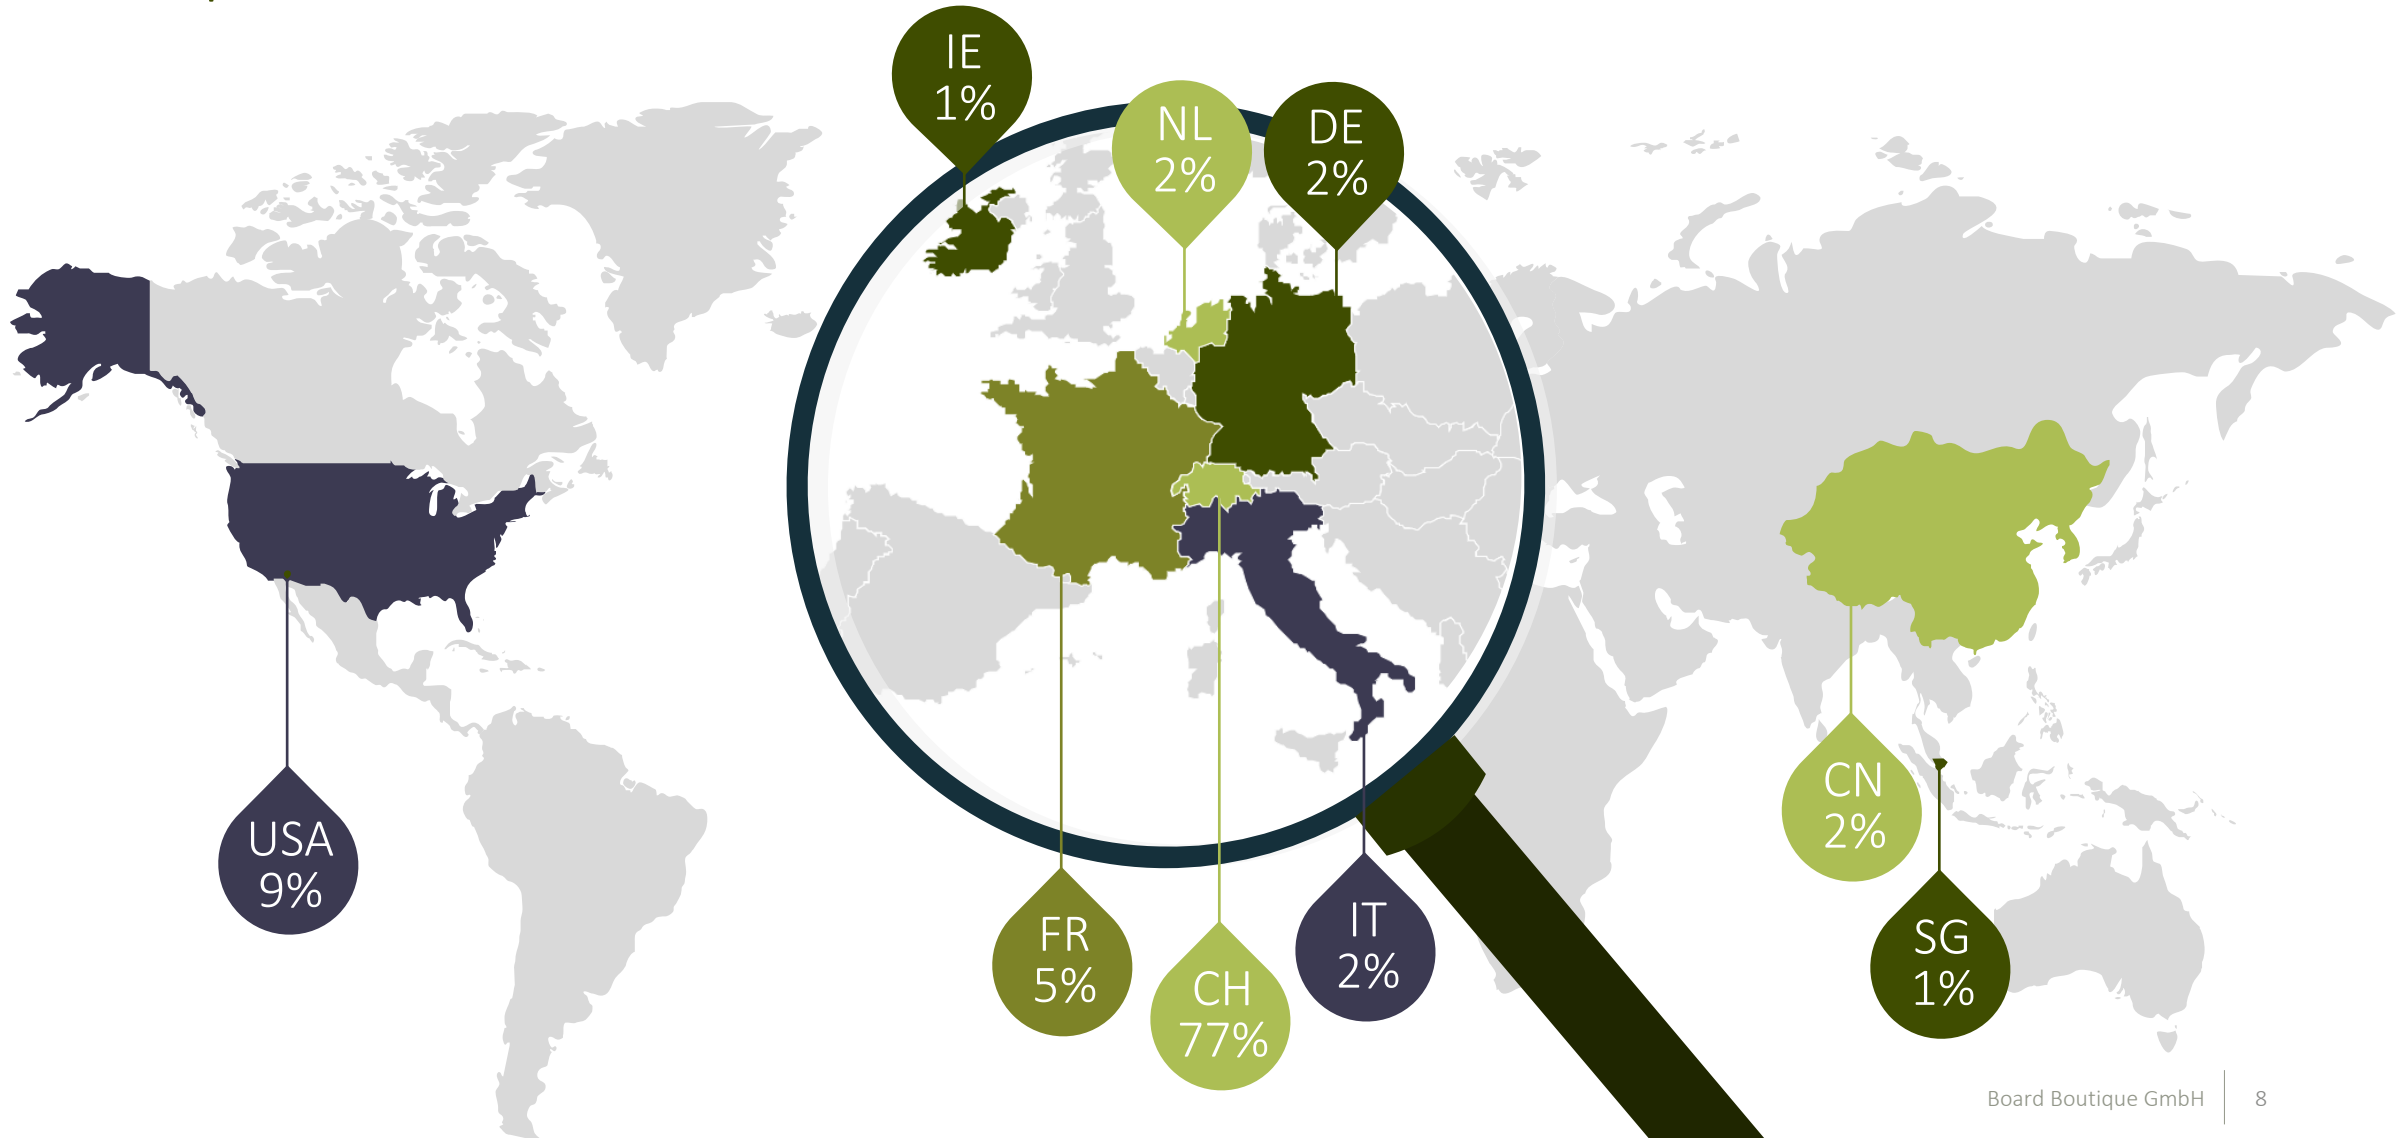 IE
1%
NL
2%
DE
2%
USA
9%
FR
5%
CH
77%
IT
2%
CN
2%
SG
1%
Board Boutique GmbH
8